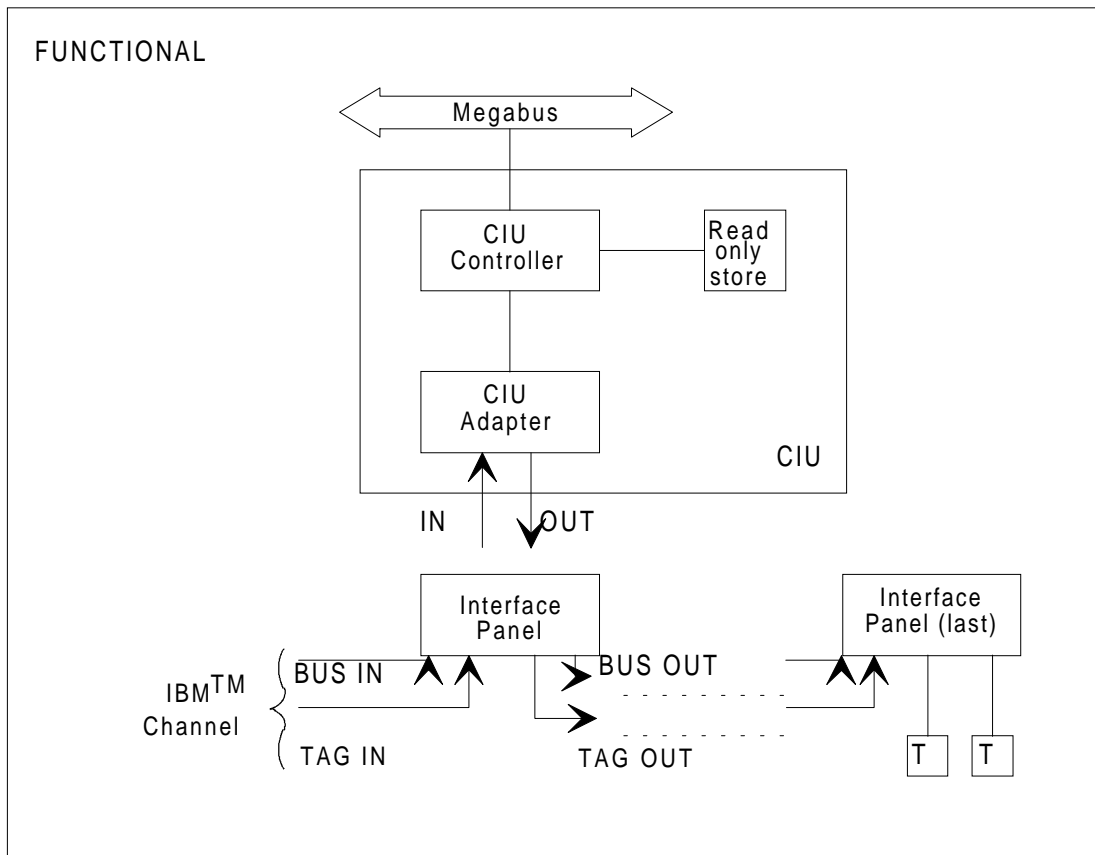 FUNCTIONAL
Megabus
CIU
Controller
Read
only
store
CIU
Adapter
CIU
IN
OUT
Interface
Panel
Interface
Panel (last)
BUS IN
BUS OUT
IBMTM
Channel
TAG IN
TAG OUT
T
T